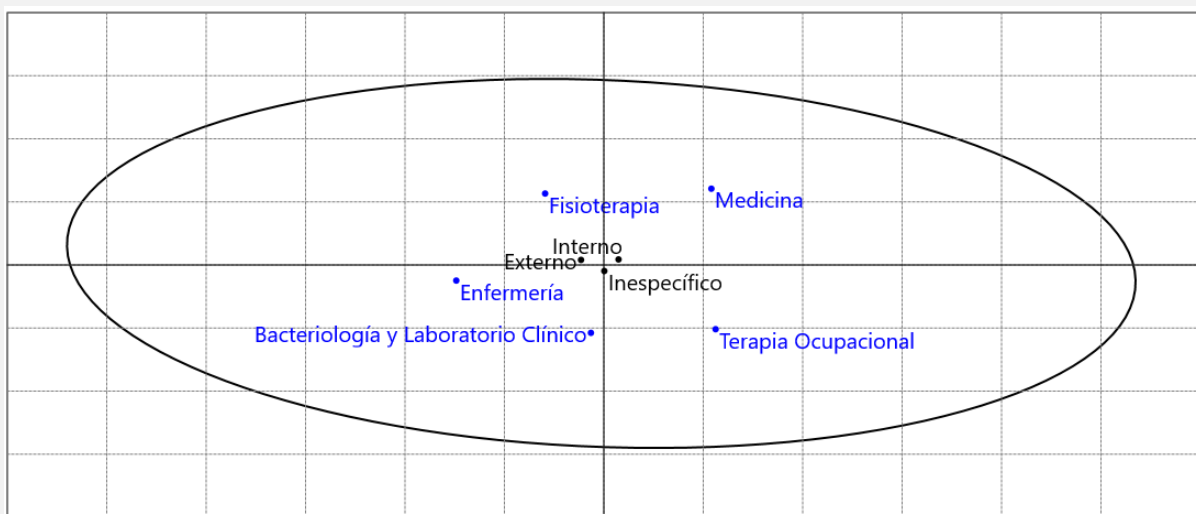 Medicina
Fisioterapia
Interno
Externo
Inespecífico
Enfermería
Bacteriología y Laboratorio Clínico
Terapia Ocupacional